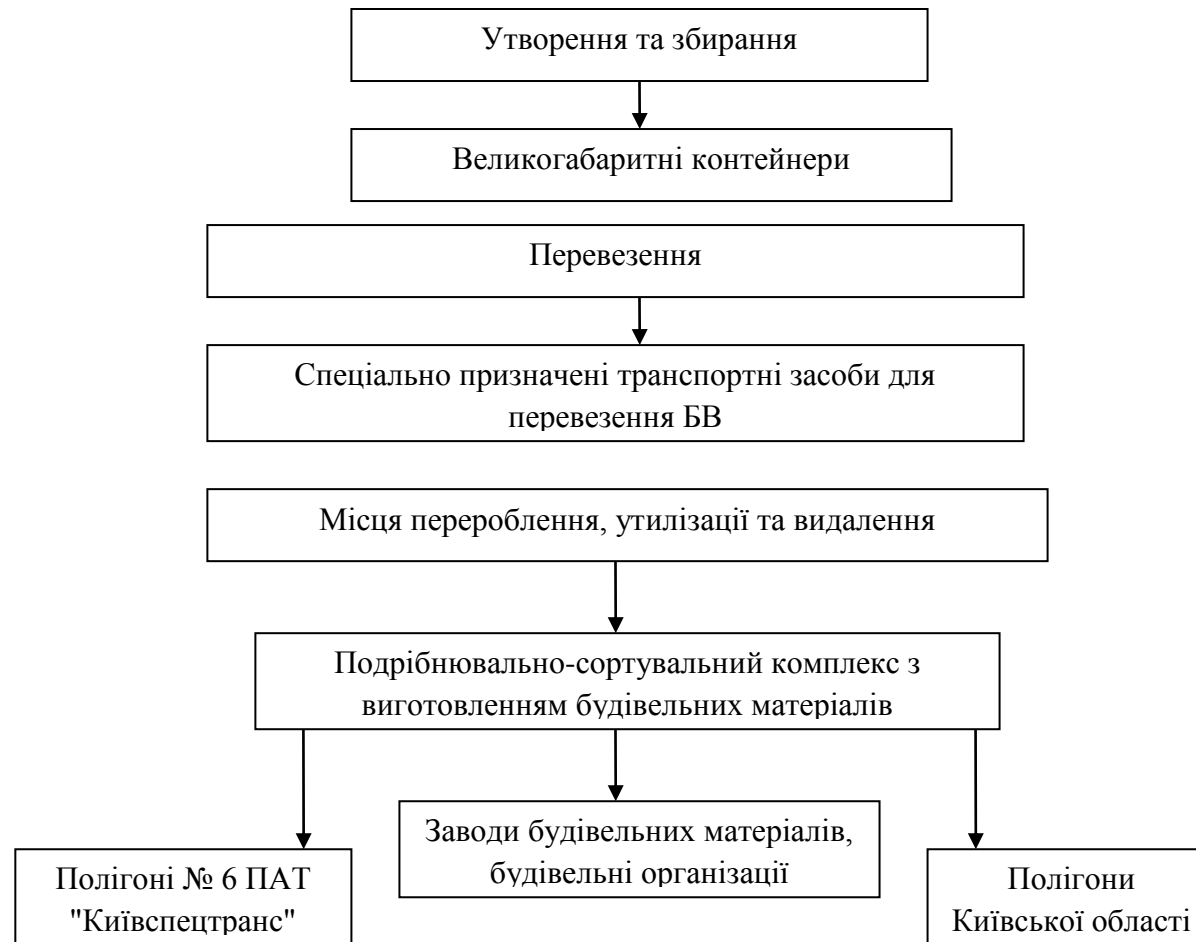 Утворення та збирання
Великогабаритні контейнери
Перевезення
Спеціально призначені транспортні засоби для
перевезення БВ
Місця перероблення, утилізації та видалення
Подрібнювально-сортувальний комплекс з
виготовленням будівельних матеріалів
Заводи будівельних матеріалів,
будівельні організації
Полігоні № 6 ПАТ
"Київспецтранс"
Полігони
Київської області